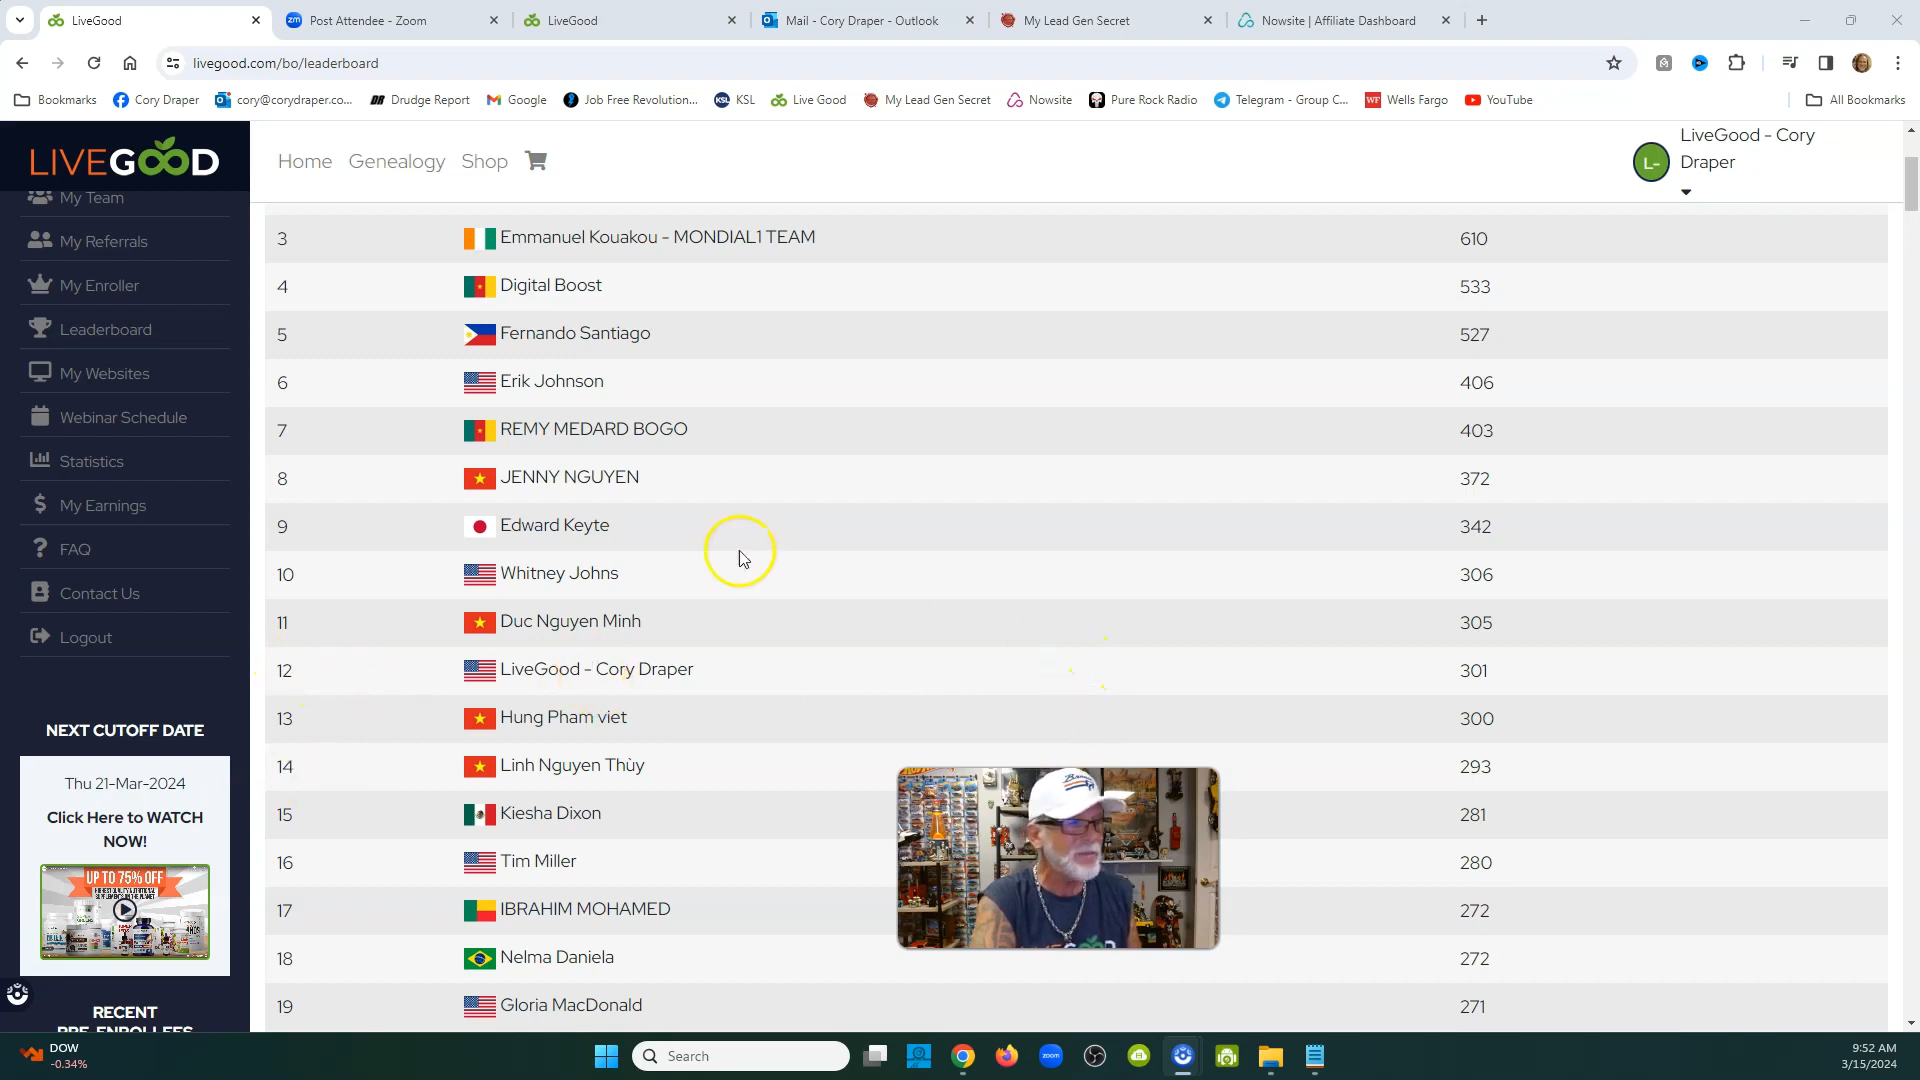 LiveGood
Post Attendee - Zoom
LiveGood
Mail - Cory Draper - Outlook
My Lead Gen Secret
Nowsite | Affiliate Dashboard
livegood.com/bo/leaderboard
Bookmarks
Cory Draper
cory@corydraper.co...
Drudge Report
Google
Job Free Revolution...
KSL
Live Good
My Lead Gen Secret
Nowsite
Pure Rock Radio
Telegram - Group C...
Wells Fargo
YouTube
All Bookmarks
LIVEGOOD
Home Genealogy Shop
L-
LiveGood - Cory
Draper
My Team
My Referrals
My Enroller
Leaderboard
My Websites
Webinar Schedule
Statistics
My Earnings
FAQ
Contact Us
Logout
NEXT CUTOFF DATE
Thu 21-Mar-2024
Click Here to WATCH
NOW!
UP TO 75% OFF
RECENT
PRE-ENROLLEES
3 Emmanuel Kouakou - MONDIAL1 TEAM 610
4 Digital Boost 533
5 Fernando Santiago 527
6 Erik Johnson 406
7 REMY MEDARD BOGO 403
8 JENNY NGUYEN 372
9 Edward Keyte 342
10 Whitney Johns 306
11 Duc Nguyen Minh 305
12 LiveGood - Cory Draper 301
13 Hung Pham viet 300
14 Linh Nguyen Thùy 293
15 Kiesha Dixon 281
16 Tim Miller 280
17 IBRAHIM MOHAMED 272
18 Nelma Daniela 272
19 Gloria MacDonald 271
DOW
-0.34%
Search
zoom
9:52 AM
3/15/2024